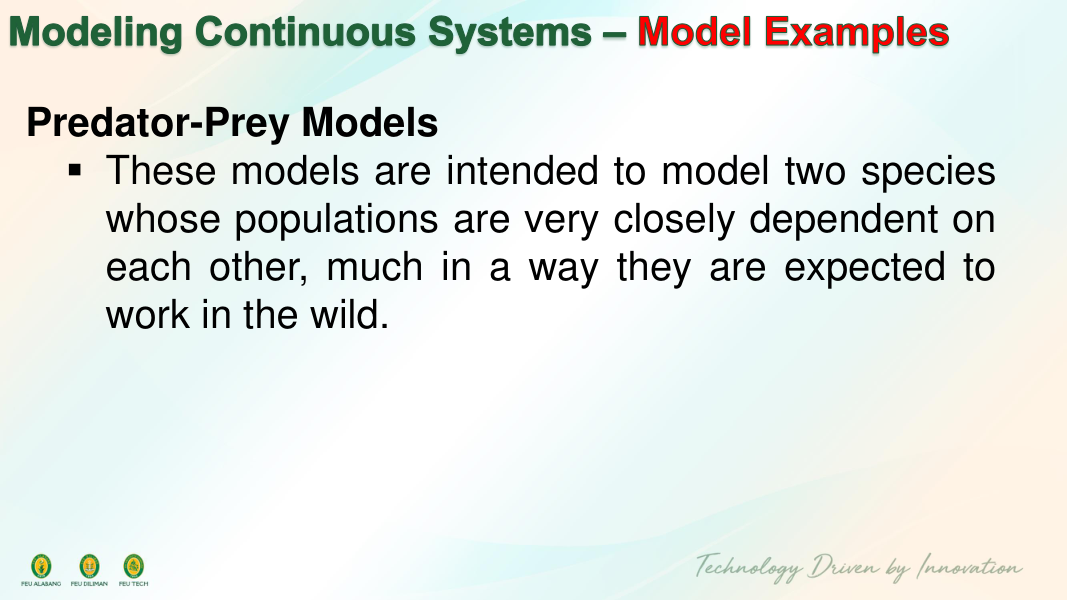 Modeling Continuous Systems – Model Examples
Predator-Prey Models
▪ These models are intended to model two species
whose populations are very closely dependent on
each other, much in a way they are expected to
work in the wild.
FEU ALABANG FEU DILIMAN FEU TECH
Technology Driven by Innovation